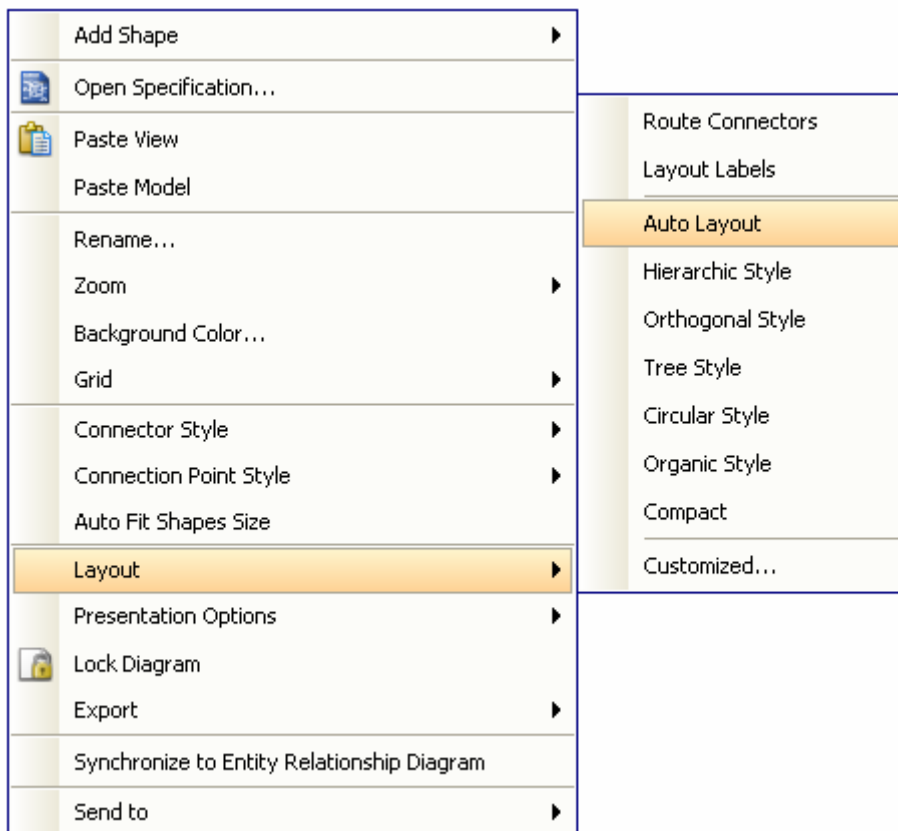 Add Shape
Open Specification...
Paste View
Paste Model
Rename...
Zoom
Background Color...
Grid
Connector Style
Connection Point Style
Auto Fit Shapes Size
Layout
Presentation Options
Lock Diagram
Export
Synchronize to Entity Relationship Diagram
Send to
Route Connectors
Layout Labels
Auto Layout
Hierarchic Style
Orthogonal Style
Tree Style
Circular Style
Organic Style
Compact
Customized...